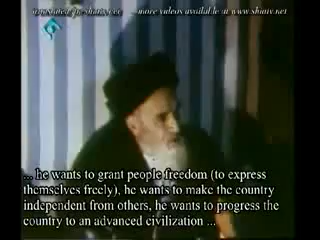 more videos available at www.shiatv.net
... he wants to grant people freedom (to express
themselves freely), he wants to make the country
independent from others, he wants to progress the
country to an advanced civilization ...